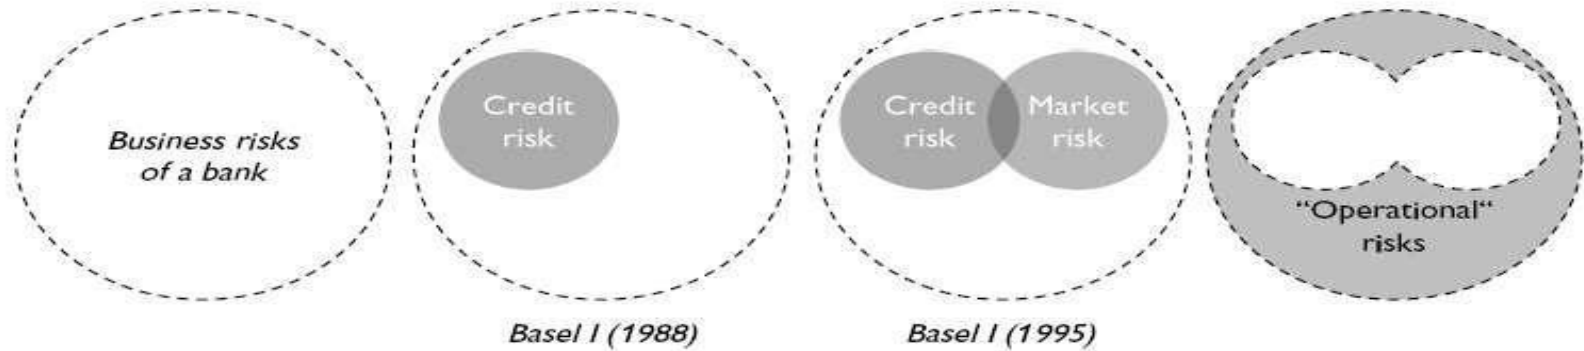 Business risks
of a bank
Credit
risk
Credit
risk
Market
risk
“Operational“
risks
Basel I (1988)
Basel I (1995)